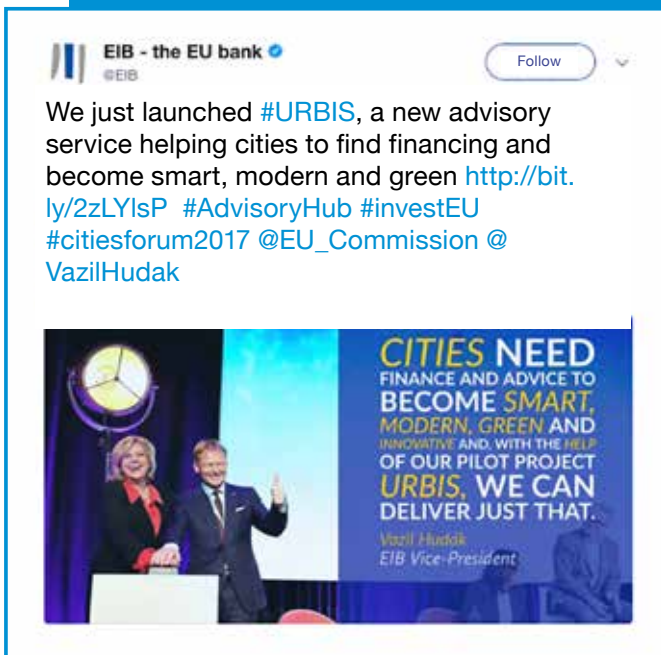 EIB - the EU bank
@EIB
Follow
We just launched #URBIS, a new advisory
service helping cities to find financing and
become smart, modern and green http://bit.
ly/2zLYlsP #AdvisoryHub #investEU
#citiesforum2017 @EU_Commission @
VazilHudak
CITIES NEED
FINANCE AND ADVICE TO
BECOME SMART,
MODERN, GREEN AND
INNOVATIVE AND, WITH THE HELP
OF OUR PILOT PROJECT
URBIS, WE CAN
DELIVER JUST THAT.
Vazil Hudák
EIB Vice-President